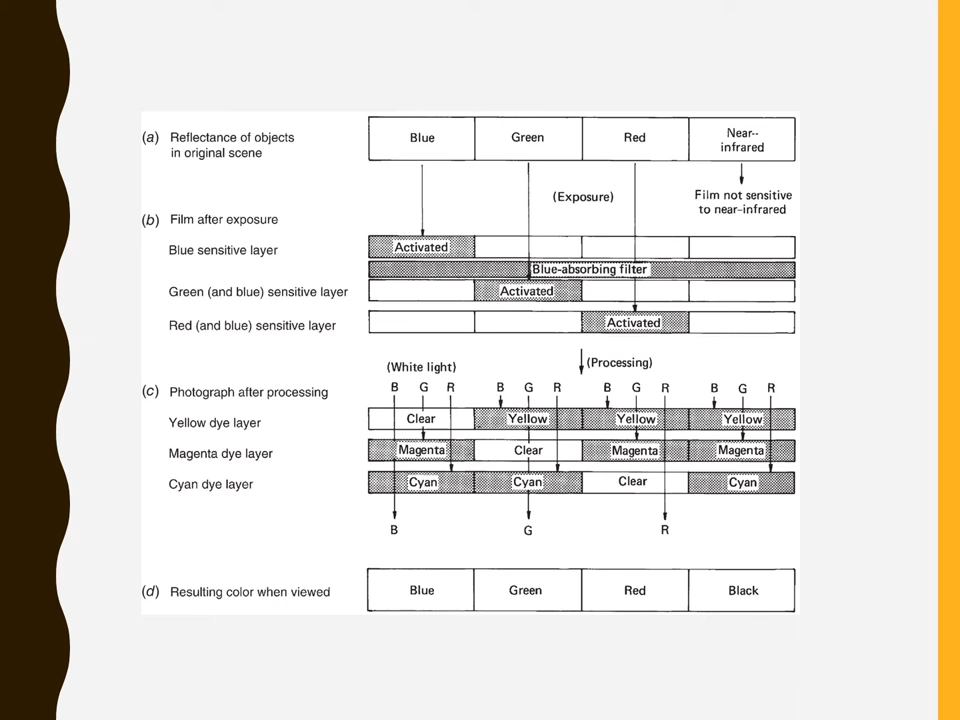 (a) Reflectance of objects
in original scene
Blue Green Red Near--
infrared
(Exposure)
Film not sensitive
to near-infrared
(b) Film after exposure
Blue sensitive layer
Activated
Blue-absorbing filter
Green (and blue) sensitive layer
Activated
Red (and blue) sensitive layer
Activated
(White light)
(Processing)
(c) Photograph after processing
B G R B G R B G R B G R
Yellow dye layer
Clear Yellow Yellow Yellow
Magenta dye layer
Magenta Clear Magenta Magenta
Cyan dye layer
Cyan Cyan Clear Cyan
B G R
(d) Resulting color when viewed
Blue Green Red Black